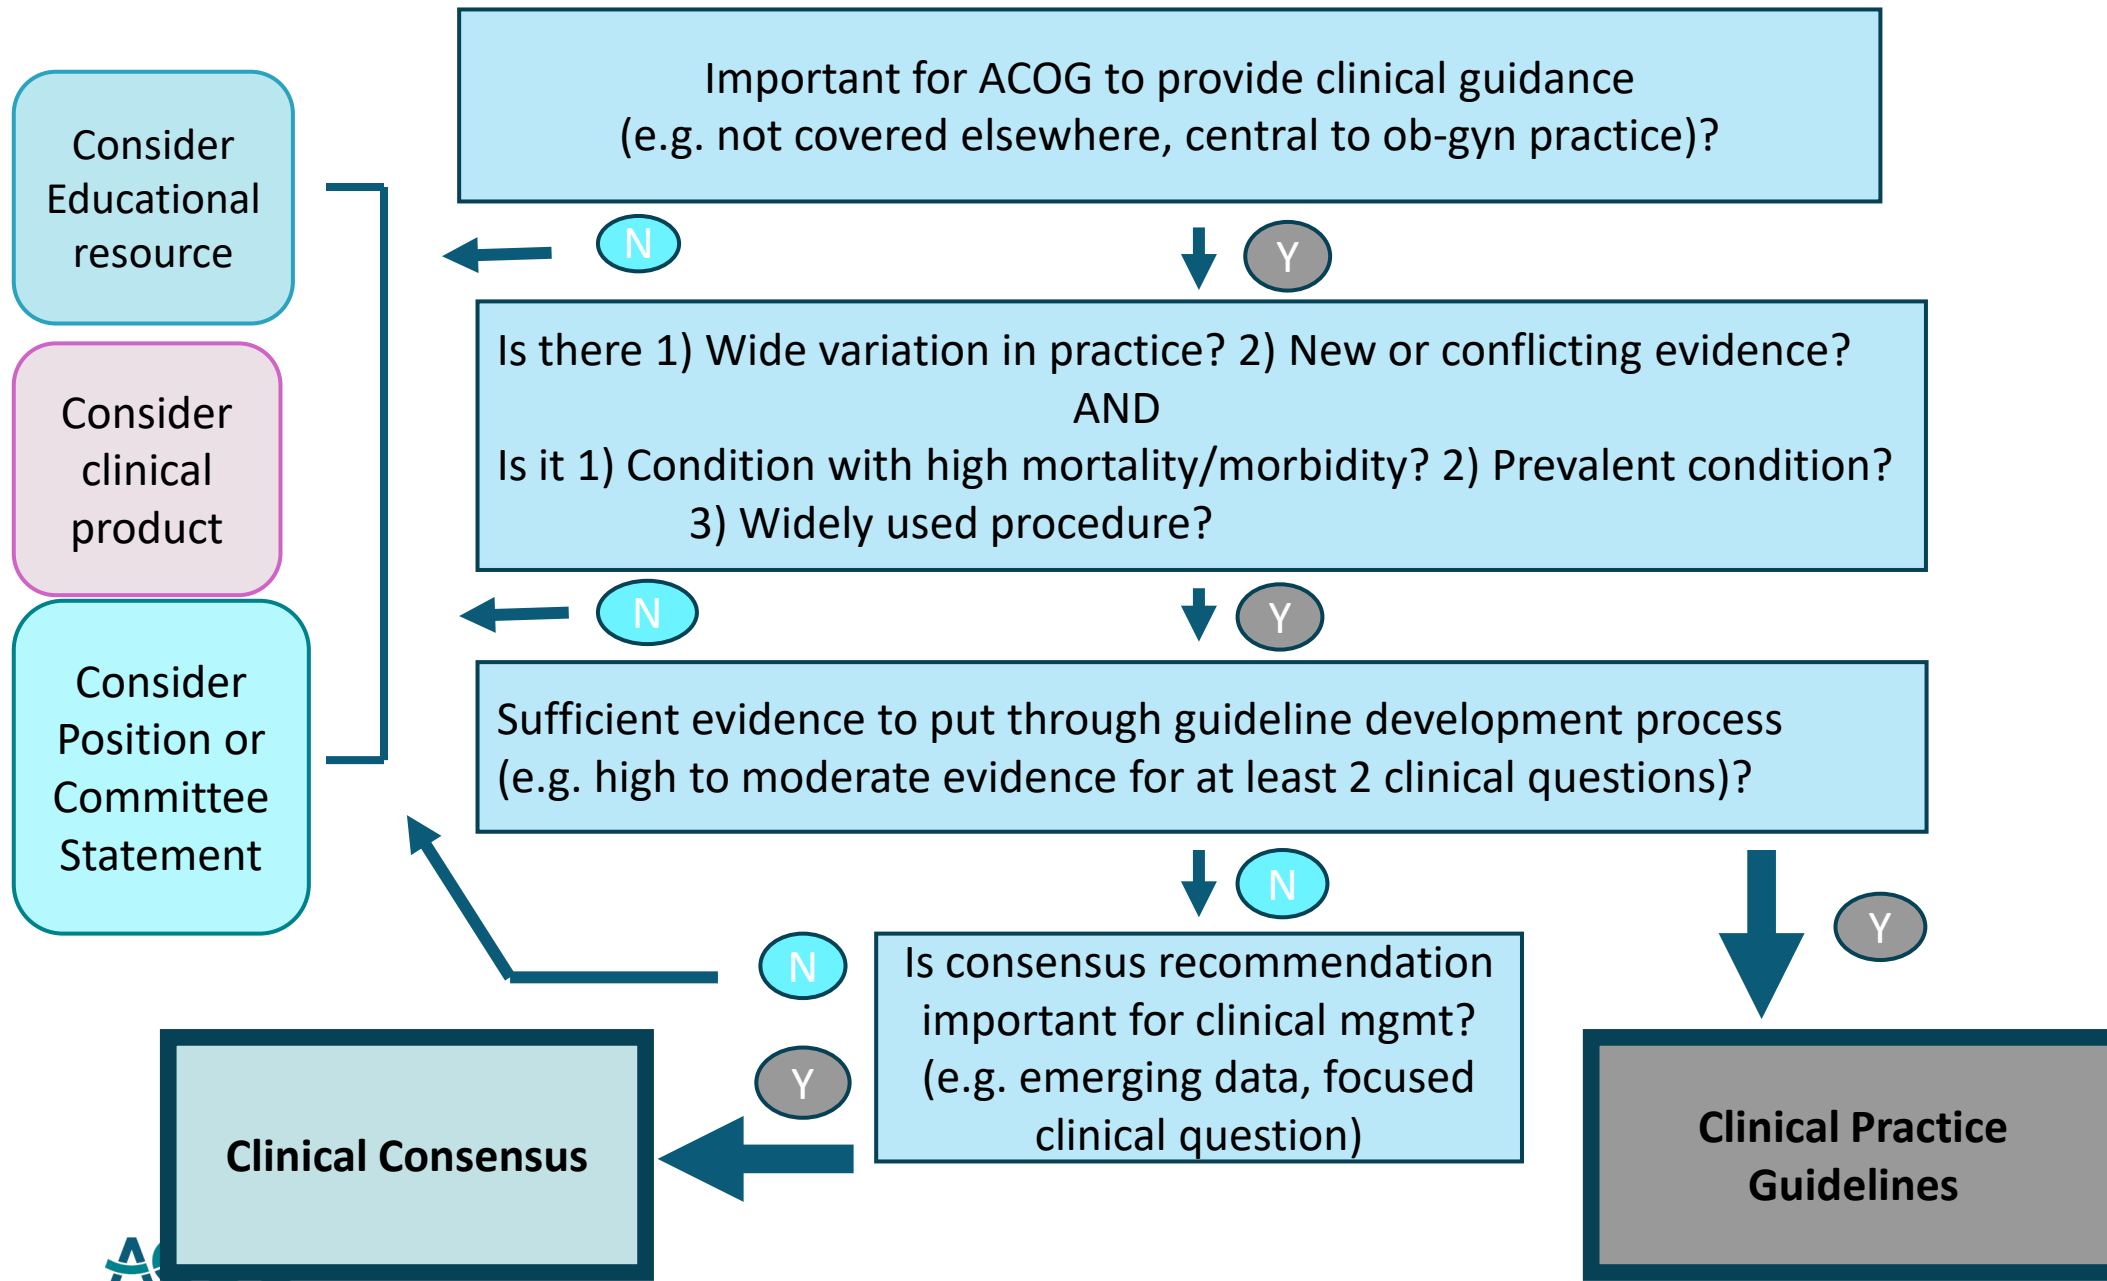 Important for ACOG to provide clinical guidance
(e.g. not covered elsewhere, central to ob-gyn practice)?
Consider
Educational
resource
N
Y
Is there 1) Wide variation in practice? 2) New or conflicting evidence?
AND
Is it 1) Condition with high mortality/morbidity? 2) Prevalent condition?
3) Widely used procedure?
Consider
clinical
product
N
Y
Consider
Position or
Committee
Statement
Sufficient evidence to put through guideline development process
(e.g. high to moderate evidence for at least 2 clinical questions)?
N
Y
N
Is consensus recommendation
important for clinical mgmt?
(e.g. emerging data, focused
clinical question)
Y
Clinical Consensus
Clinical Practice
Guidelines